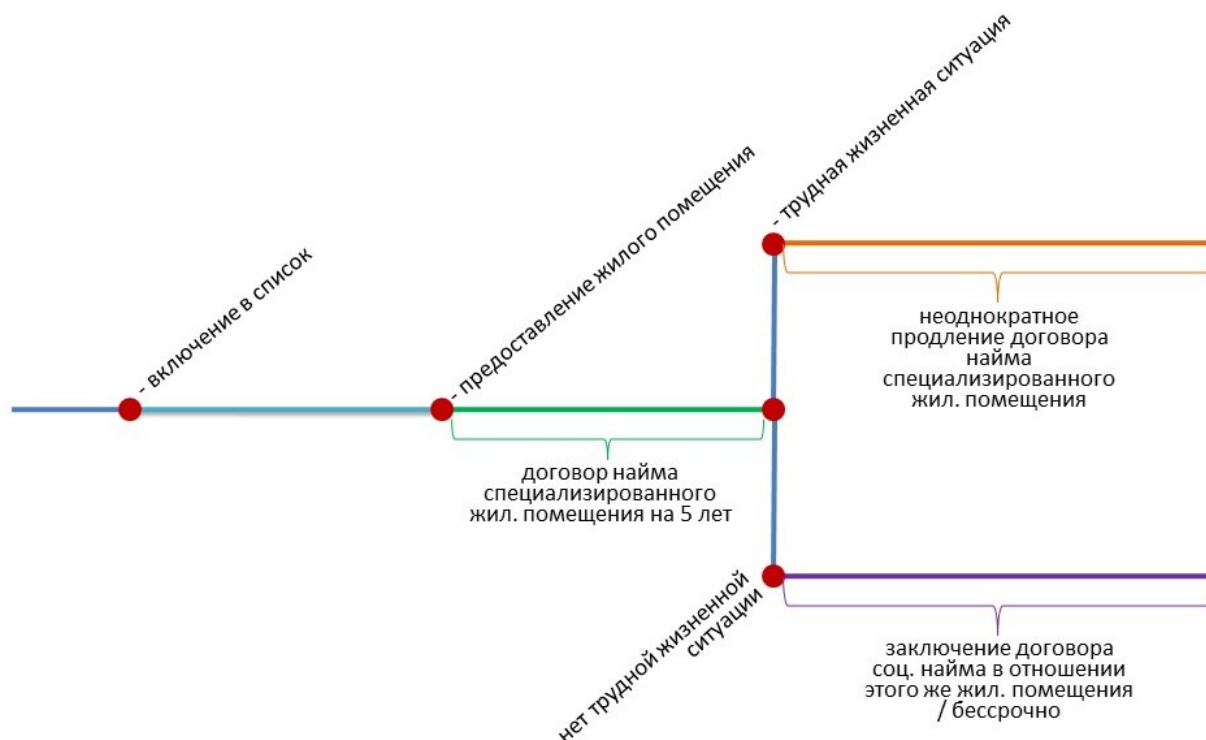 - включение в список
- предоставление жилого помещения
- трудная жизненная ситуация
неоднократное
продление договора
найма
специализированного
жил. помещения
договор найма
специализированного
жил. помещения на 5 лет
нет трудной жизненной
ситуации
заключение договора
соц. найма в отношении
этого же жил. помещения
/ бессрочно